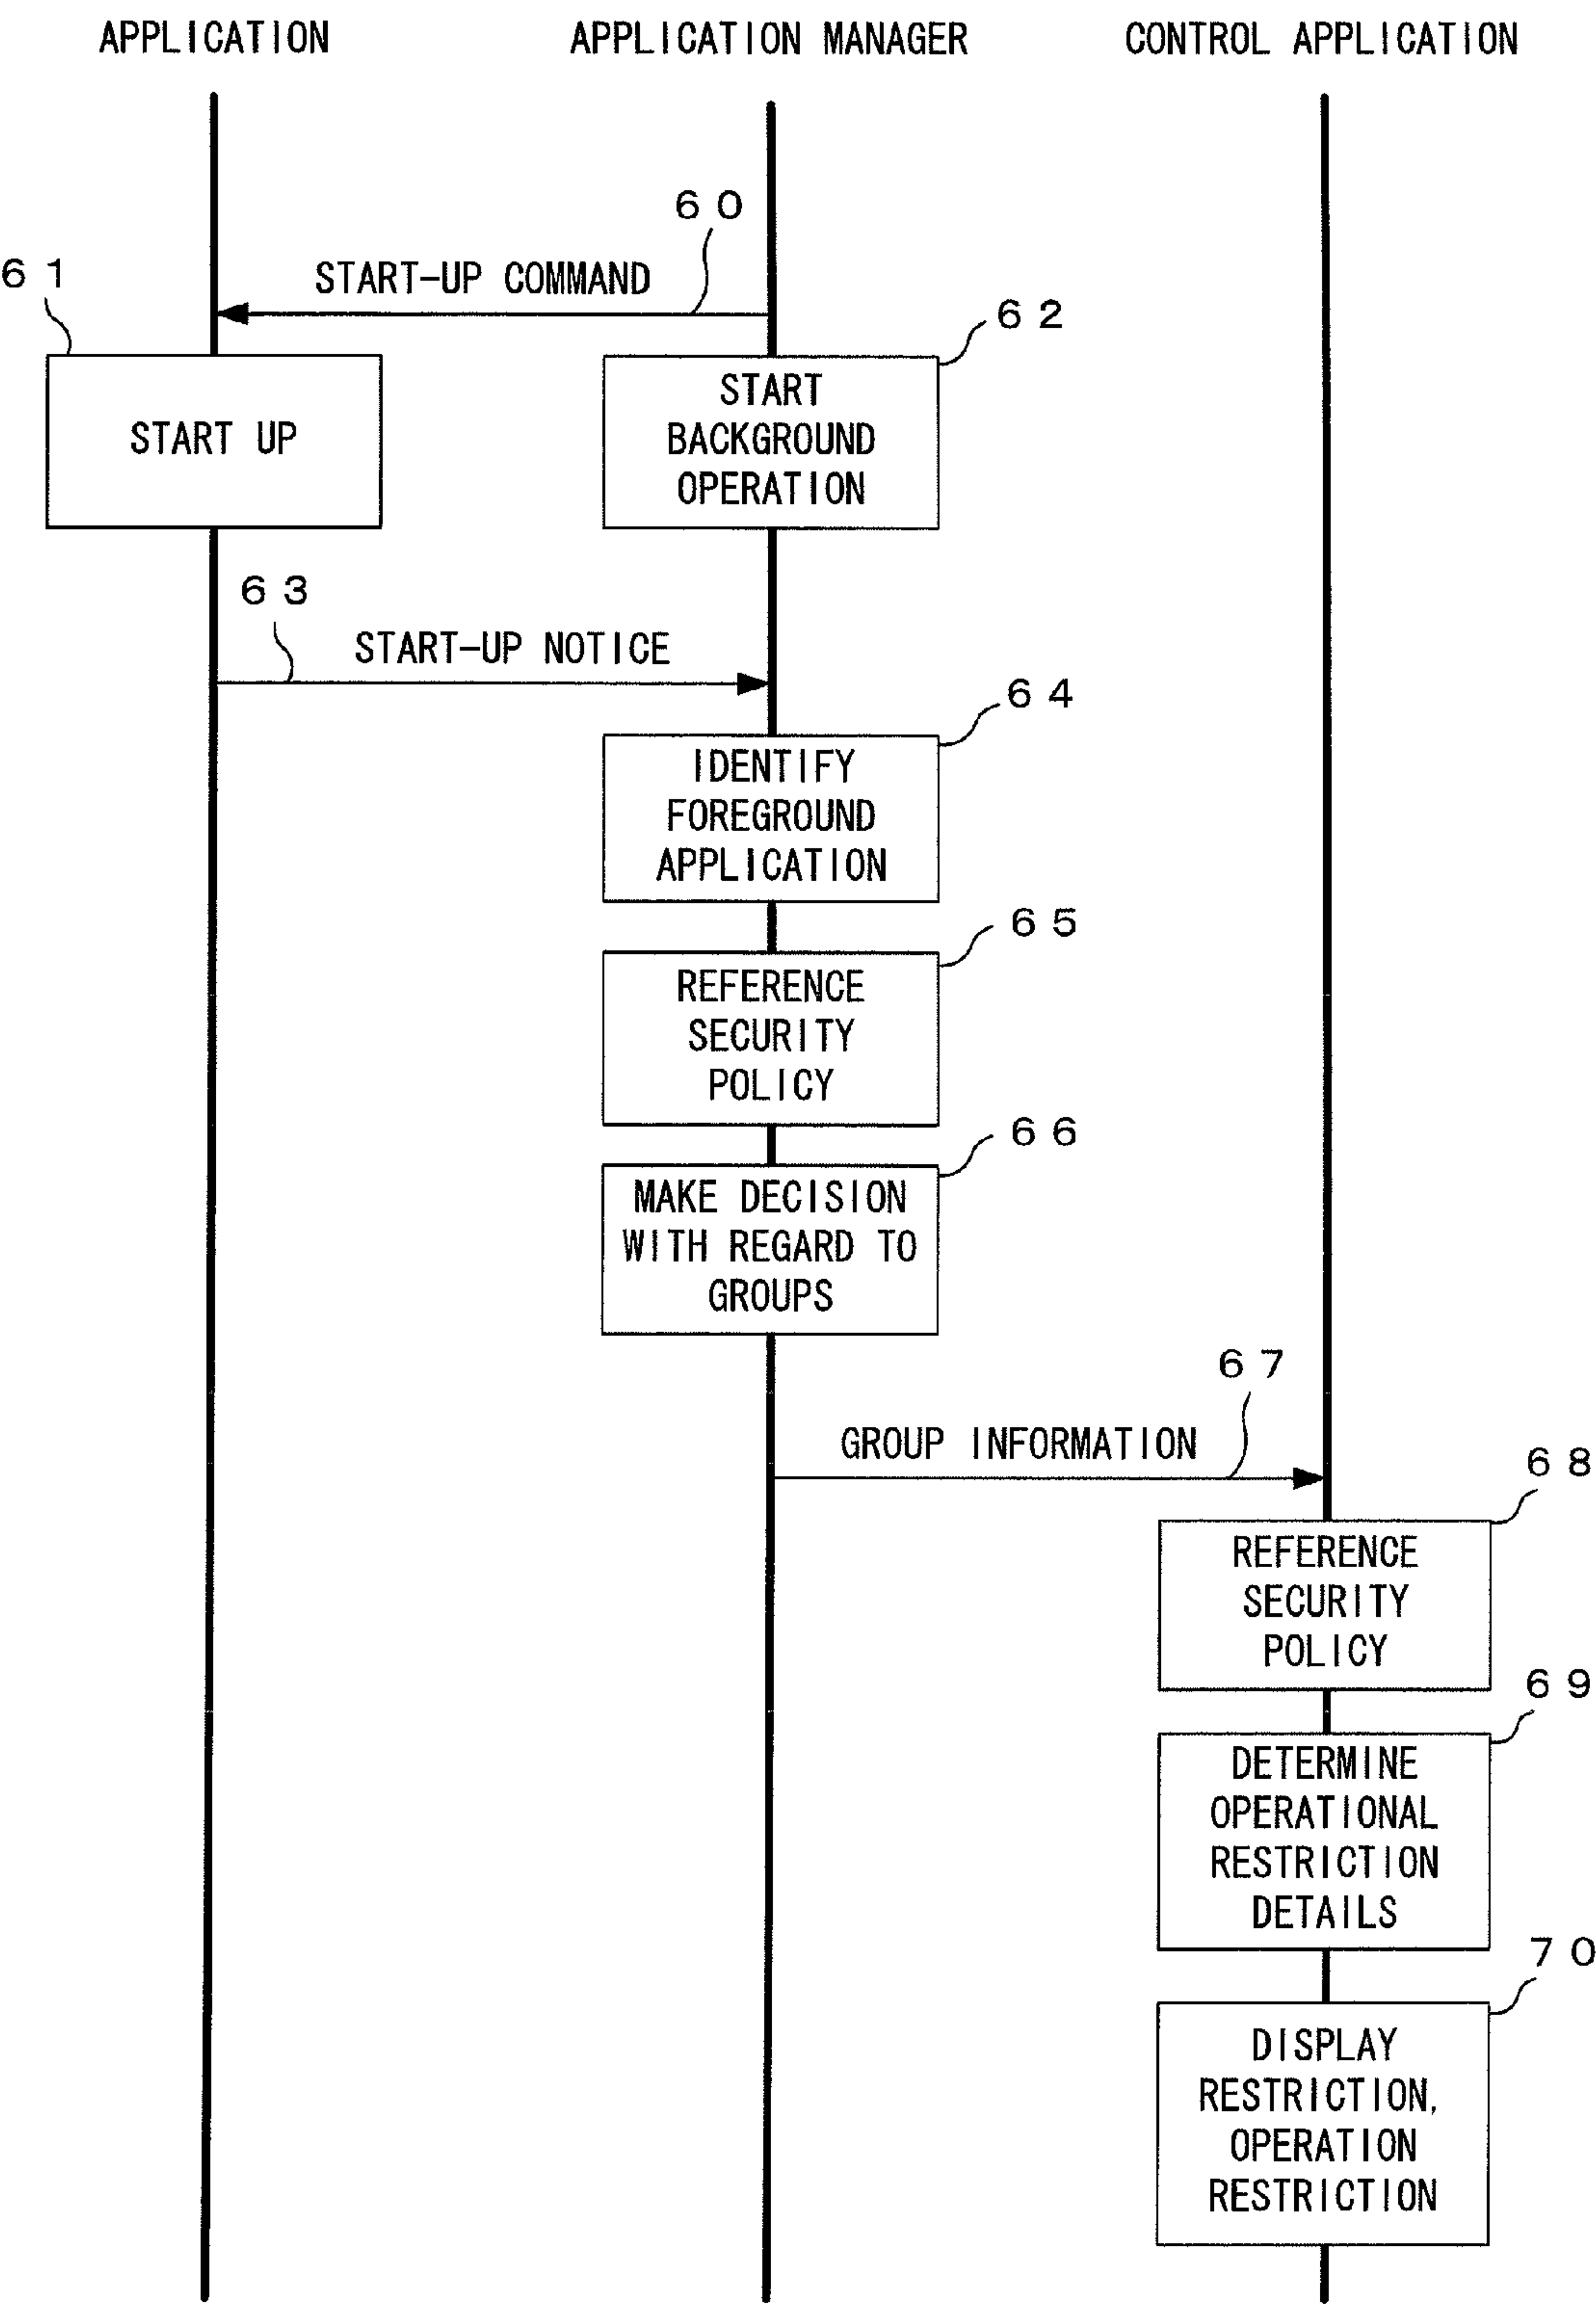 APPLICATION
APPLICATION MANAGER
CONTROL APPLICATION
60
START-UP COMMAND
61
62
START UP
START
BACKGROUND
OPERATION
63
START-UP NOTICE
64
IDENTIFY
FOREGROUND
APPLICATION
65
REFERENCE
SECURITY
POLICY
66
MAKE DECISION
WITH REGARD TO
GROUPS
67
GROUP INFORMATION
68
REFERENCE
SECURITY
POLICY
69
DETERMINE
OPERATIONAL
RESTRICTION
DETAILS
70
DISPLAY
RESTRICTION,
OPERATION
RESTRICTION